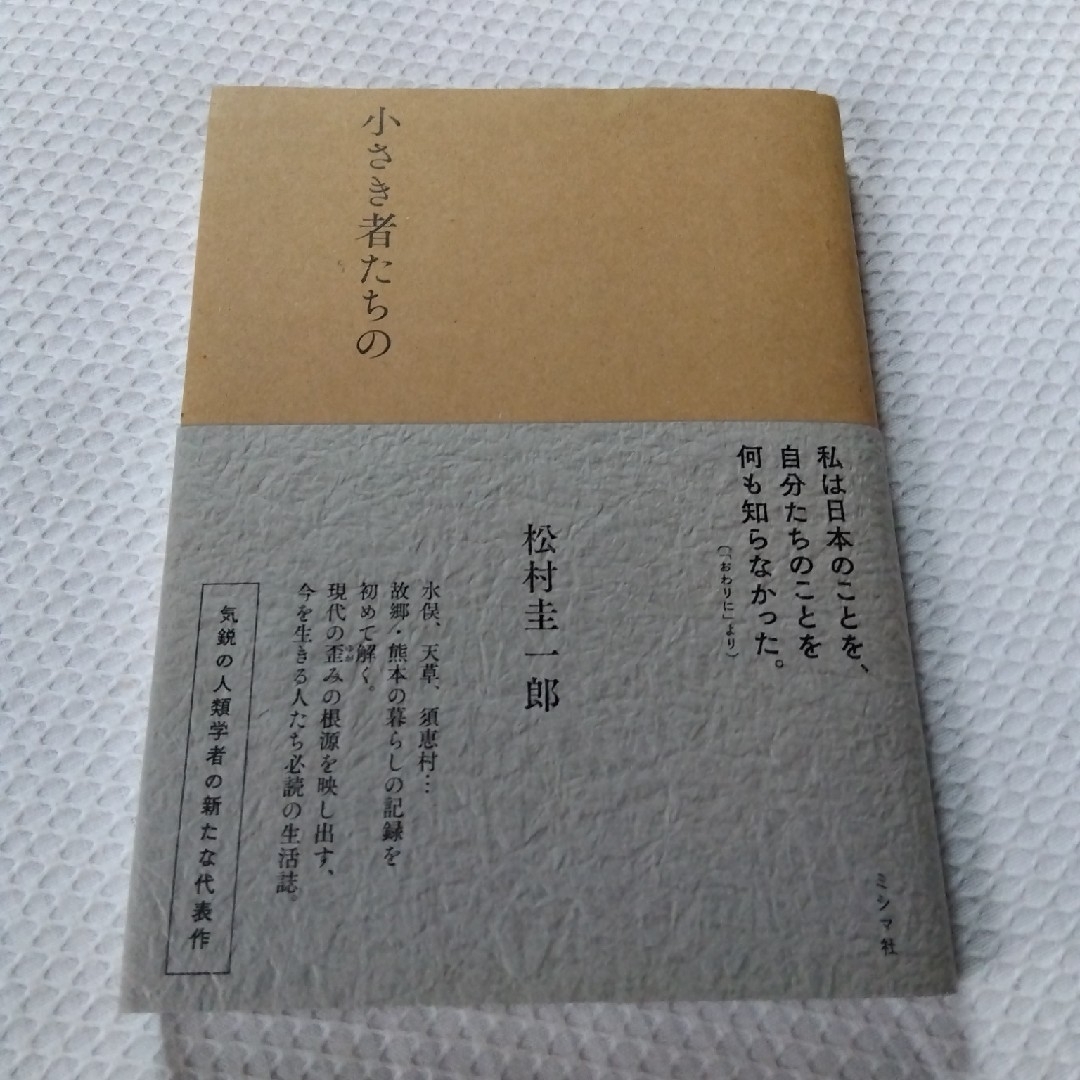 小さき者たちの
私は日本のことを、
自分たちのことを
何も知らなかった。
(「おわりに」より)
松村圭一郎
水俣、天草、須恵村…
故郷・熊本の暮らしの記録を
初めて解く。
現代の歪みの根源を映し出す、
今を生きる人たち必読の生活誌。
気鋭の人類学者の新たな代表作
ミシマ社